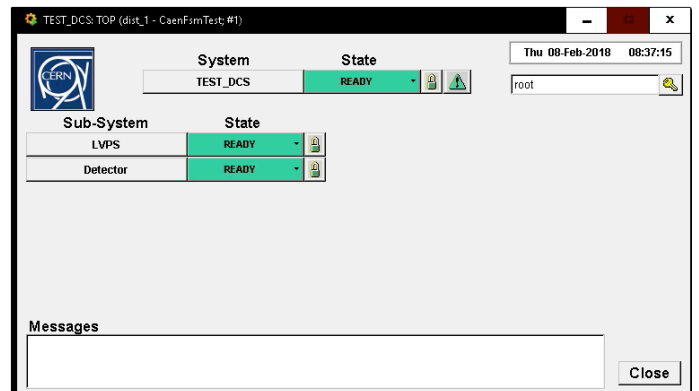 TEST_DCS: TOP (dist_1 - CaenFsmTest; #1)
x
CERN
System State
TEST_DCS READY
Thu 08-Feb-2018 08:37:15
root
Sub-System State
LVPS READY
Detector READY
Messages
Close